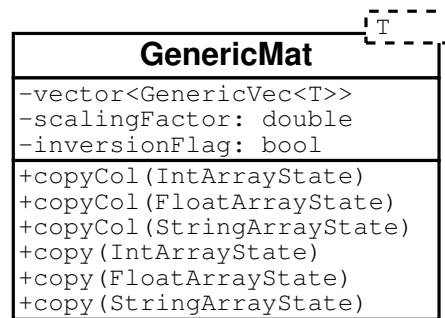 T
GenericMat
-vector<GenericVec<T>>
-scalingFactor: double
-inversionFlag: bool
+copyCol(IntArrayState)
+copyCol(FloatArrayState)
+copyCol(StringArrayState)
+copy(IntArrayState)
+copy(FloatArrayState)
+copy(StringArrayState)